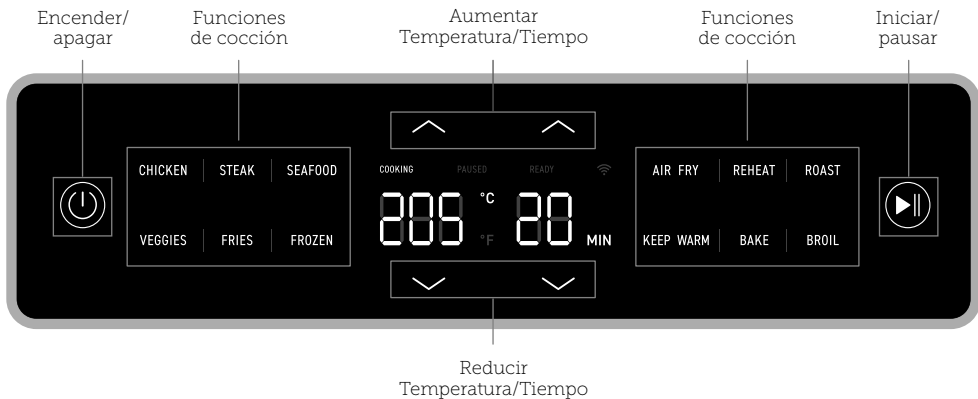 Encender/
apagar
Funciones
de cocción
Aumentar
Temperatura/Tiempo
Funciones
de cocción
Iniciar/
pausar
CHICKEN STEAK SEAFOOD
VEGGIES FRIES FROZEN
COOKING PAUSED READY
205 °C °F 20 MIN
AIR FRY REHEAT ROAST
KEEP WARM BAKE BROIL
Reducir
Temperatura/Tiempo